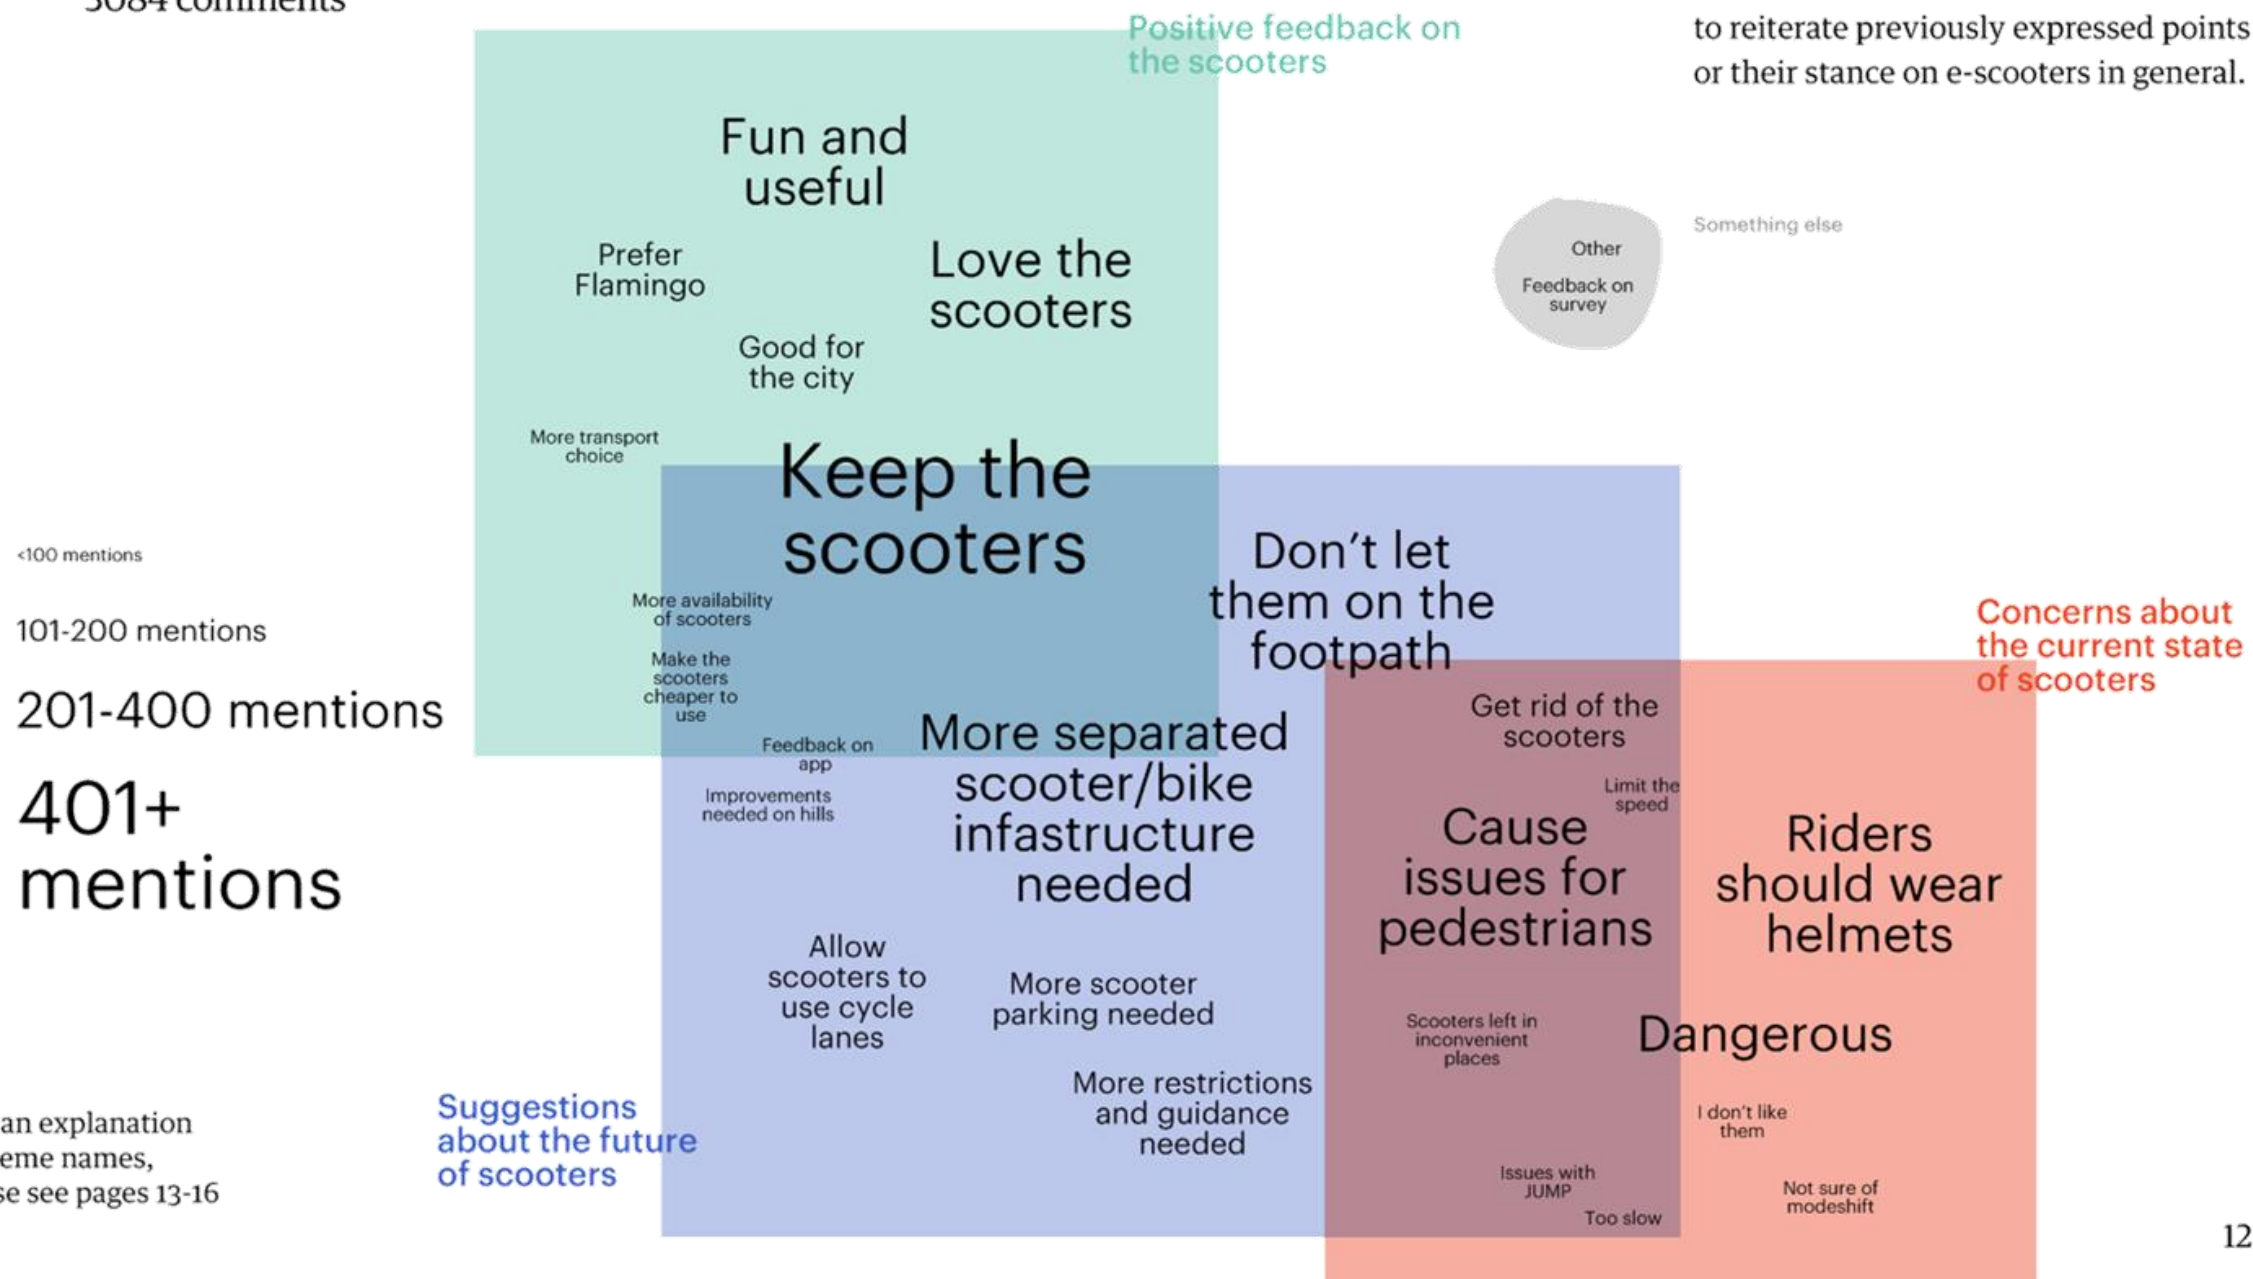 3084 comments
to reiterate previously expressed points
or their stance on e-scooters in general.
Positive feedback on
the scooters
Fun and
useful
Prefer
Flamingo
Love the
scooters
Good for
the city
More transport
choice
Keep the
scooters
Something else
Other
Feedback on
survey
<100 mentions
101-200 mentions
201-400 mentions
401+
mentions
More availability
of scooters
Make the
scooters
cheaper to
use
Don't let
them on the
footpath
Concerns about
the current state
of scooters
Feedback on
app
Improvements
needed on hills
More separated
scooter/bike
infastructure
needed
Get rid of the
scooters
Limit the
speed
Cause
issues for
pedestrians
Riders
should wear
helmets
Allow
scooters to
use cycle
lanes
More scooter
parking needed
Scooters left in
inconvenient
places
Dangerous
More restrictions
and guidance
needed
I don't like
them
Issues with
JUMP
Not sure of
modeshift
Too slow
Suggestions
about the future
of scooters
an explanation
eme names,
se see pages 13-16
12